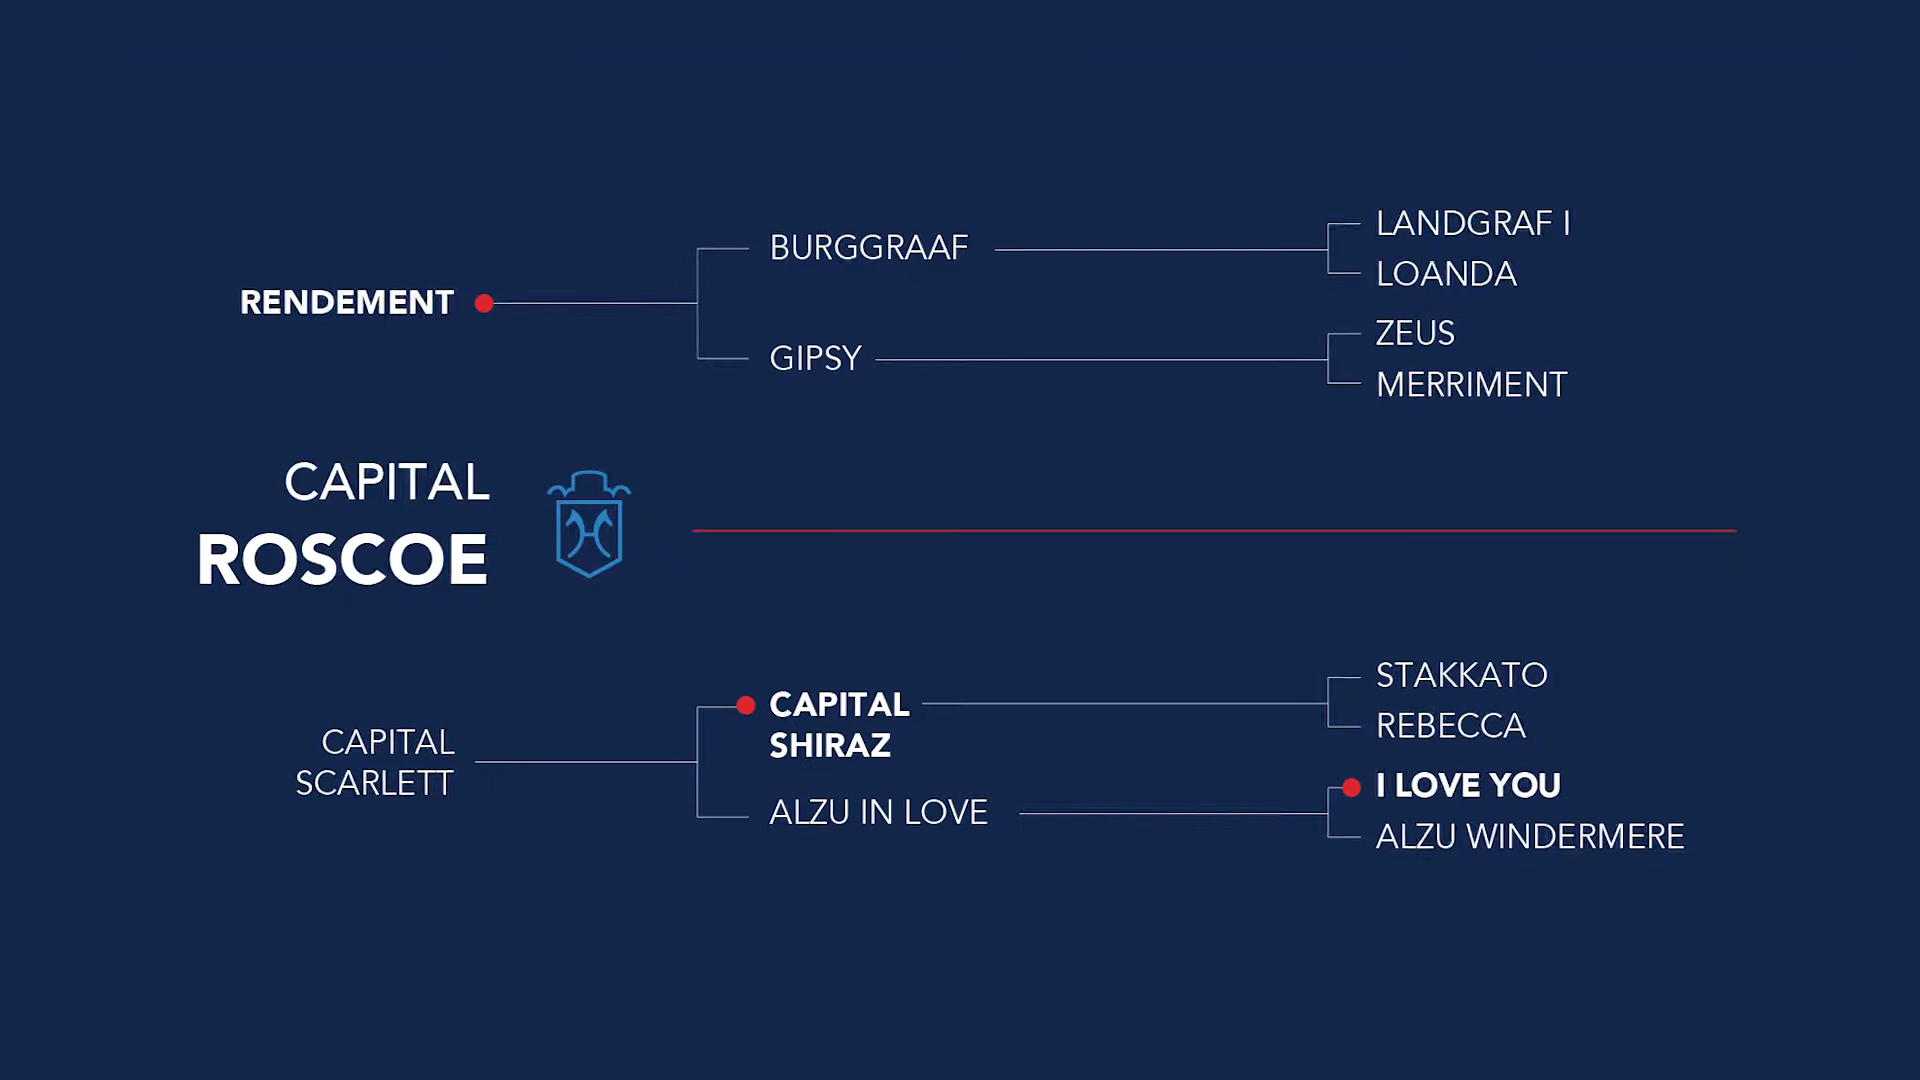 LANDGRAF I
BURGGRAAF
LOANDA
RENDEMENT
ZEUS
GIPSY
MERRIMENT
CAPITAL
ROSCOE
STAKKATO
CAPITAL
SHIRAZ
REBECCA
CAPITAL
SCARLETT
I LOVE YOU
ALZU IN LOVE
ALZU WINDERMERE